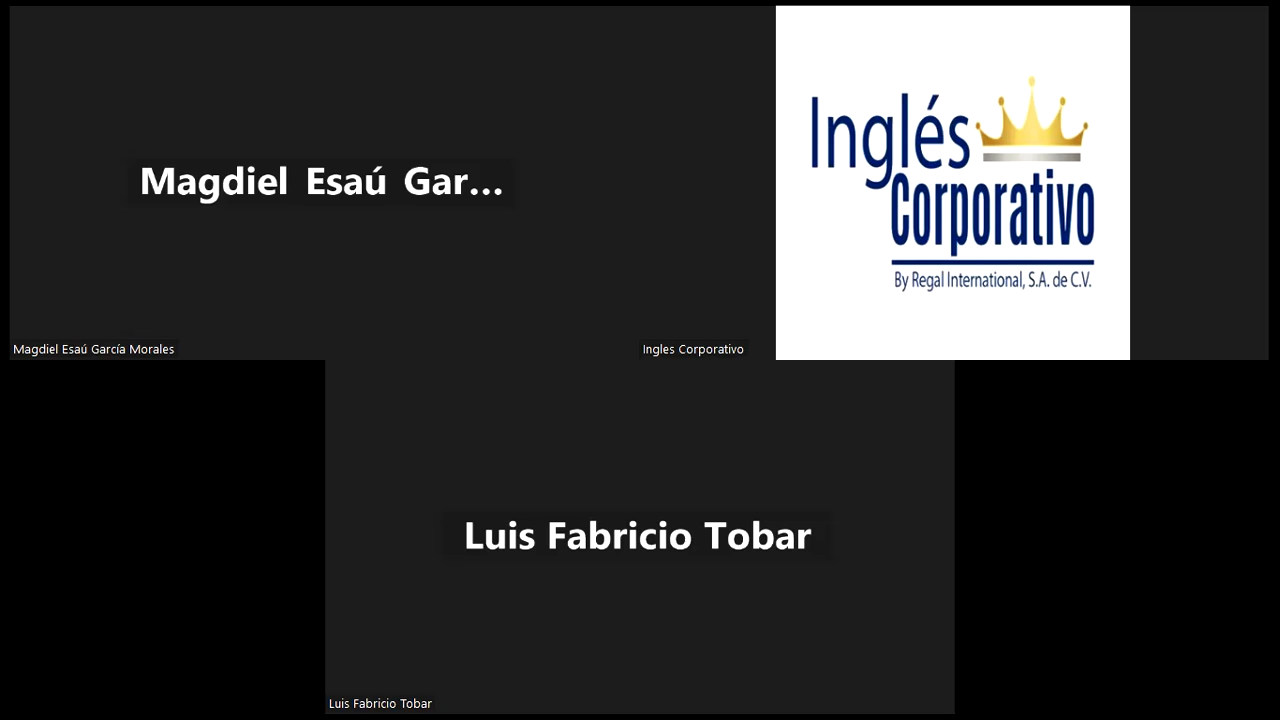 Magdiel Esaú Gar...
Magdiel Esaú García Morales
Inglés
Corporativo
By Regal International, S.A. de C.V.
Ingles Corporativo
Luis Fabricio Tobar
Luis Fabricio Tobar